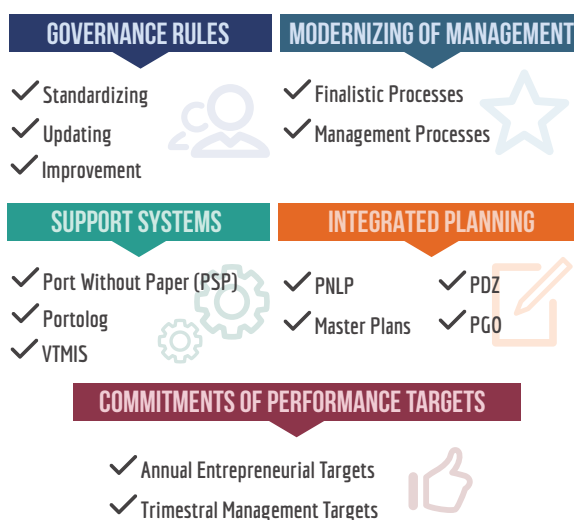 GOVERNANCE RULES
Standardizing
Updating
Improvement
MODERNIZING OF MANAGEMENT
Finalistic Processes
Management Processes
SUPPORT SYSTEMS
Port Without Paper (PSP)
Portolog
VTMIS
INTEGRATED PLANNING
PNLP
Master Plans
PDZ
PGO
COMMITMENTS OF PERFORMANCE TARGETS
Annual Entrepreneurial Targets
Trimestral Management Targets